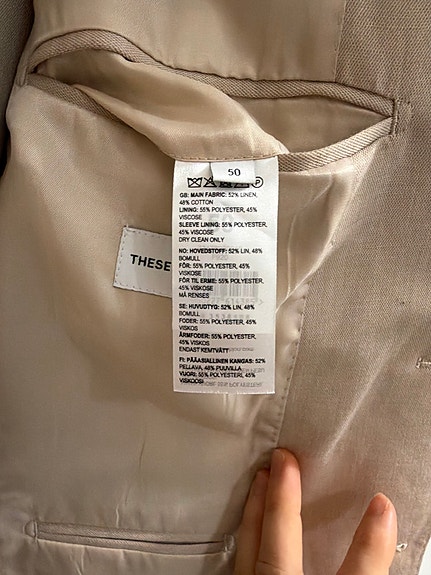 50
GB: MAIN FABRIC: 52% LINEN,
48% COTTON
LINING: 55% POLYESTER, 45%
VISCOSE
SLEEVE LINING: 55% POLYESTER,
45% VISCOSE
DRY CLEAN ONLY
NO: HOVEDSTOFF: 52% LIN, 48%
BOMULL
FÓR: 55% POLYESTER, 45%
VISKOSE
FÓR TIL ERME: 55% POLYESTER,
45% VISKOSE
MÅ RENSES
SE: HUVUDTYG: 52% LIN, 48%
BOMULL
FODER: 55% POLYESTER, 45%
VISKOS
ÄRMFODER: 55% POLYESTER,
45% VISKOS
ENDAST KEMTVÄTT
FI: PÄÄASIALLINEN KANGAS: 52%
PELLAVA, 48% PUUVILLA
VUORI: 55% POLYESTERI, 45%
VISKOOSI
THESE